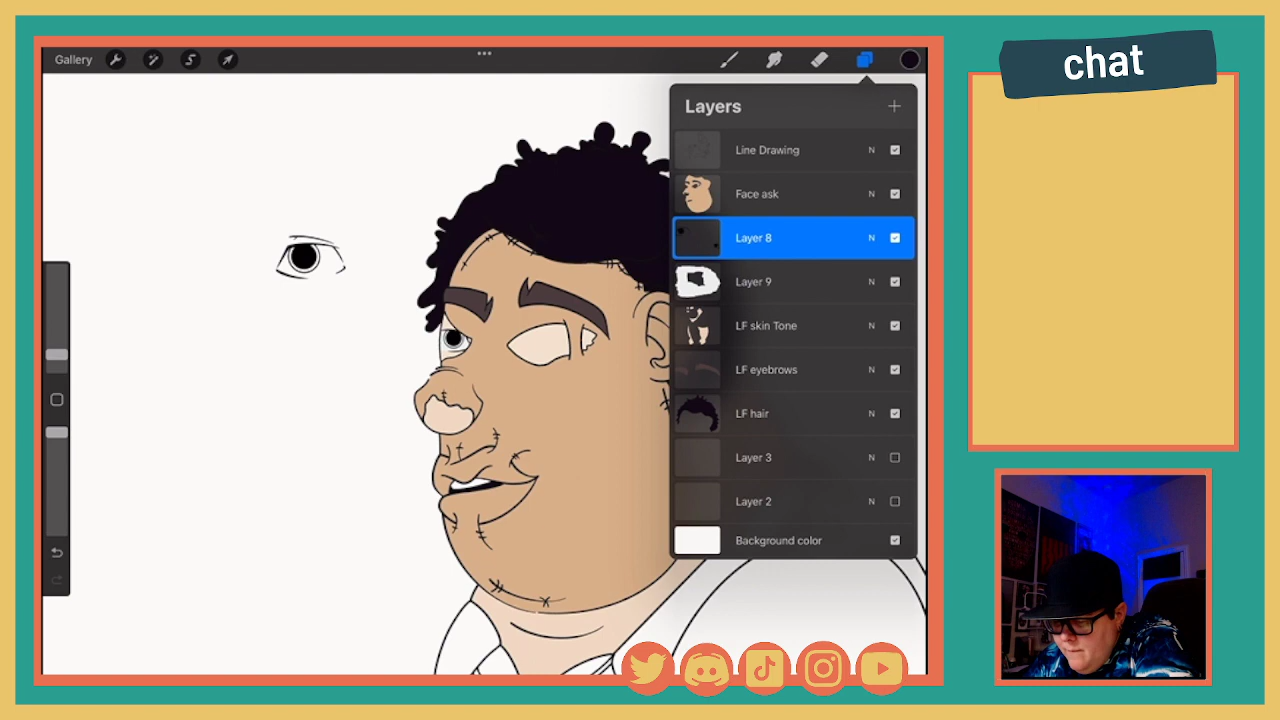 Gallery
Layers
Line Drawing N
Face ask N
Layer 8 N
Layer 9 N
LF skin Tone N
LF eyebrows N
LF hair N
Layer 3 N
Layer 2 N
Background color
chat